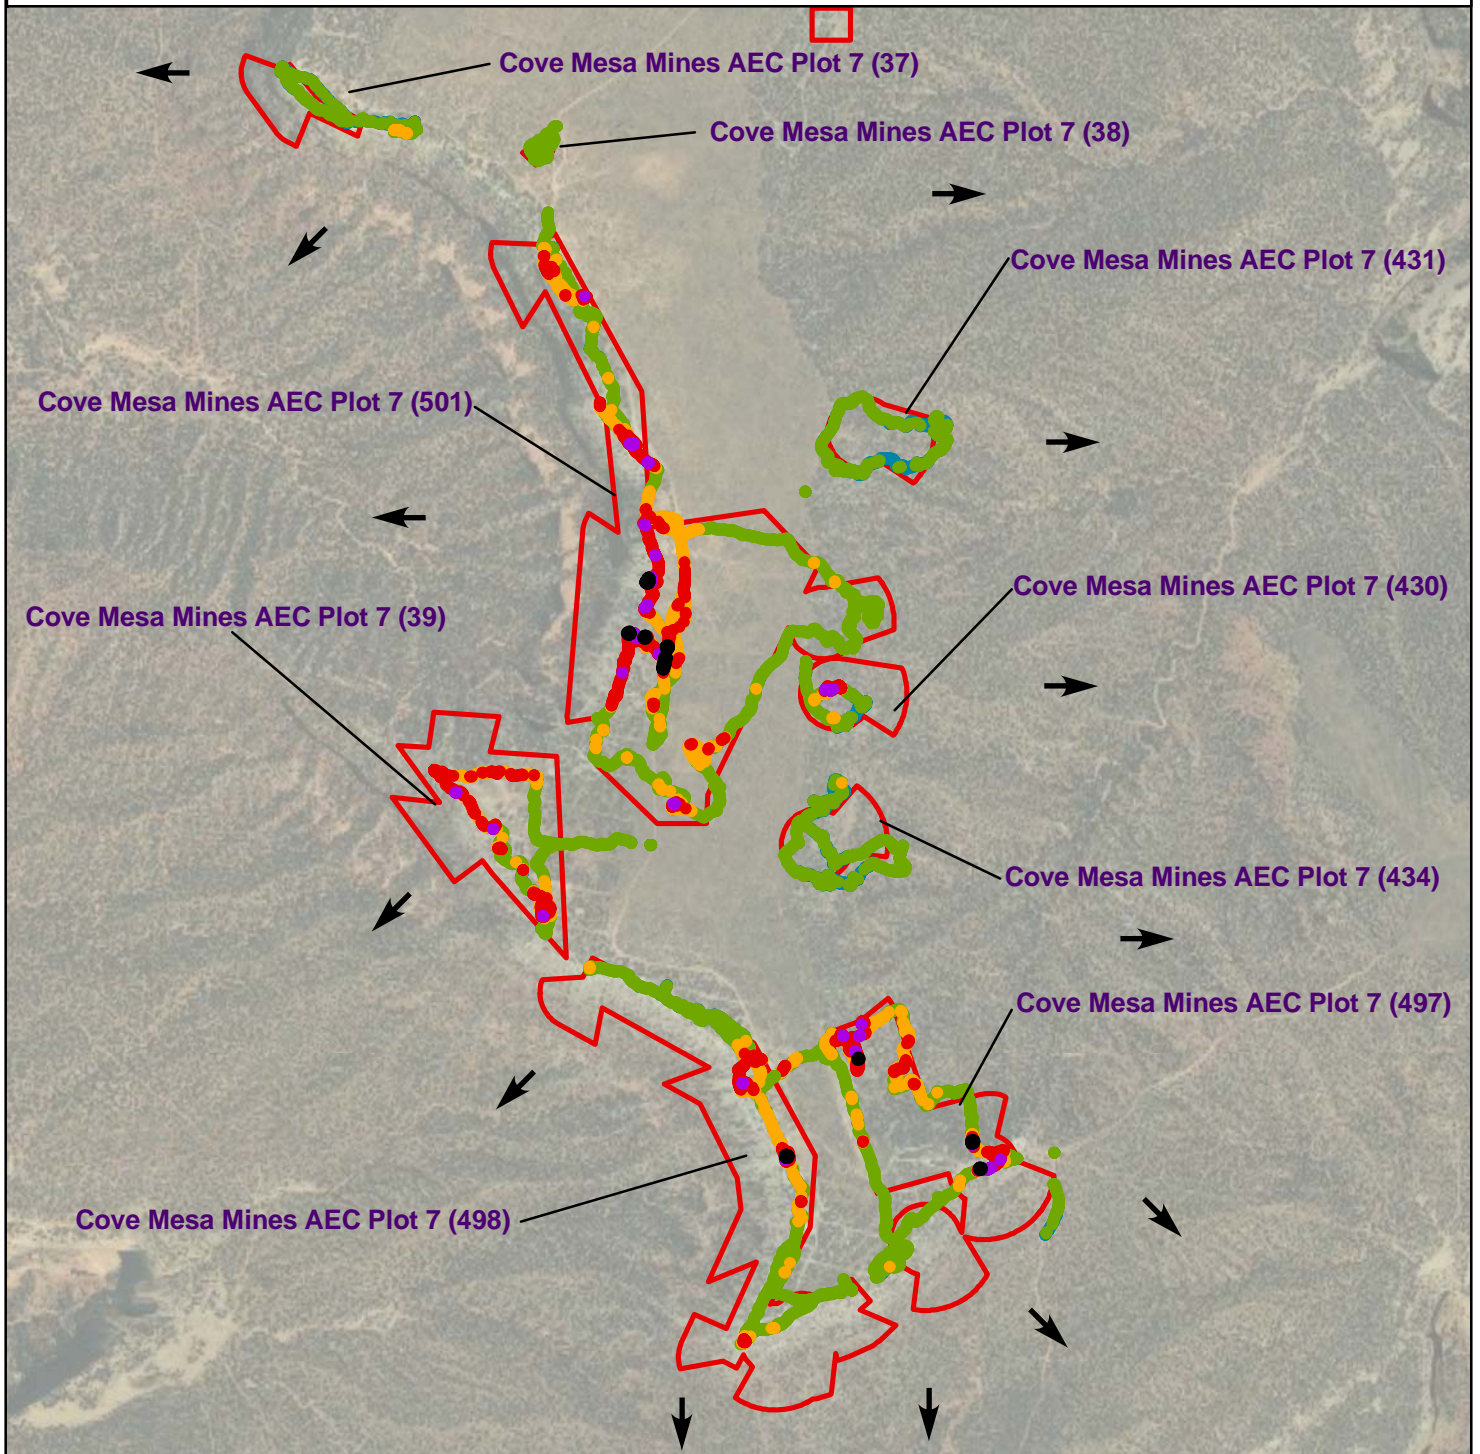 Cove Mesa Mines AEC Plot 7 (37)
Cove Mesa Mines AEC Plot 7 (38)
Cove Mesa Mines AEC Plot 7 (431)
Cove Mesa Mines AEC Plot 7 (501)
Cove Mesa Mines AEC Plot 7 (430)
Cove Mesa Mines AEC Plot 7 (39)
Cove Mesa Mines AEC Plot 7 (434)
Cove Mesa Mines AEC Plot 7 (497)
Cove Mesa Mines AEC Plot 7 (498)